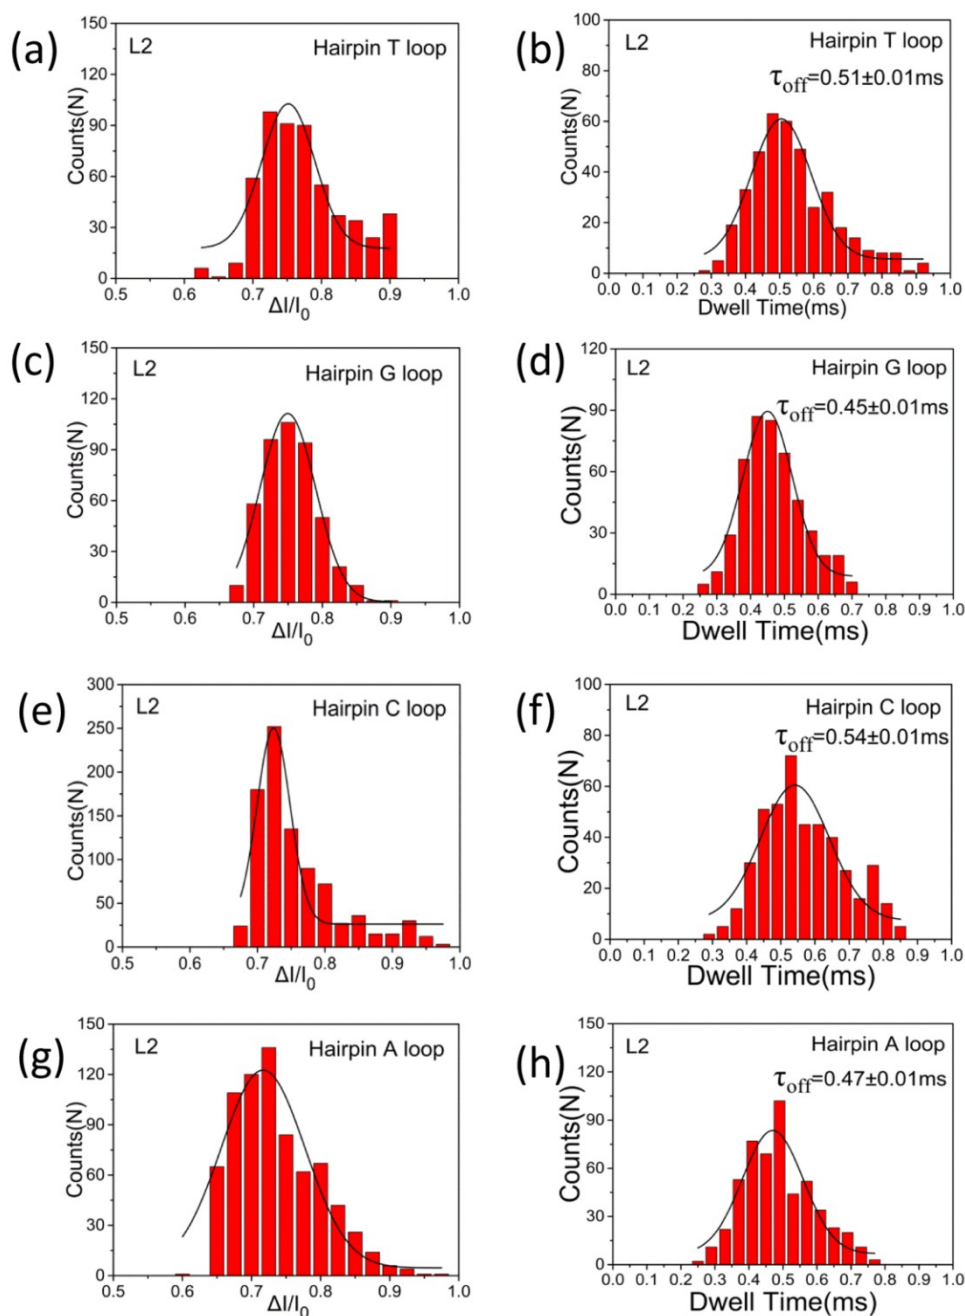 (a)
L2
Hairpin T loop
Counts(N)
150
120
90
60
30
0
0.5 0.6 0.7 0.8 0.9 1.0
ΔI/I₀
(b)
L2
Hairpin T loop
τoff=0.51±0.01ms
Counts(N)
100
80
60
40
20
0
0.0 0.1 0.2 0.3 0.4 0.5 0.6 0.7 0.8 0.9 1.0
Dwell Time(ms)
(c)
L2
Hairpin G loop
Counts(N)
150
120
90
60
30
0
0.5 0.6 0.7 0.8 0.9 1.0
ΔI/I₀
(d)
L2
Hairpin G loop
τoff=0.45±0.01ms
Counts(N)
120
90
60
30
0
0.0 0.1 0.2 0.3 0.4 0.5 0.6 0.7 0.8 0.9 1.0
Dwell Time(ms)
(e)
L2
Hairpin C loop
Counts(N)
300
250
200
150
100
50
0
0.5 0.6 0.7 0.8 0.9 1.0
ΔI/I₀
(f)
L2
Hairpin C loop
τoff=0.54±0.01ms
Counts(N)
100
80
60
40
20
0
0.0 0.1 0.2 0.3 0.4 0.5 0.6 0.7 0.8 0.9 1.0
Dwell Time(ms)
(g)
L2
Hairpin A loop
Counts(N)
150
120
90
60
30
0
0.5 0.6 0.7 0.8 0.9 1.0
ΔI/I₀
(h)
L2
Hairpin A loop
τoff=0.47±0.01ms
Counts(N)
150
120
90
60
30
0
0.0 0.1 0.2 0.3 0.4 0.5 0.6 0.7 0.8 0.9 1.0
Dwell Time(ms)